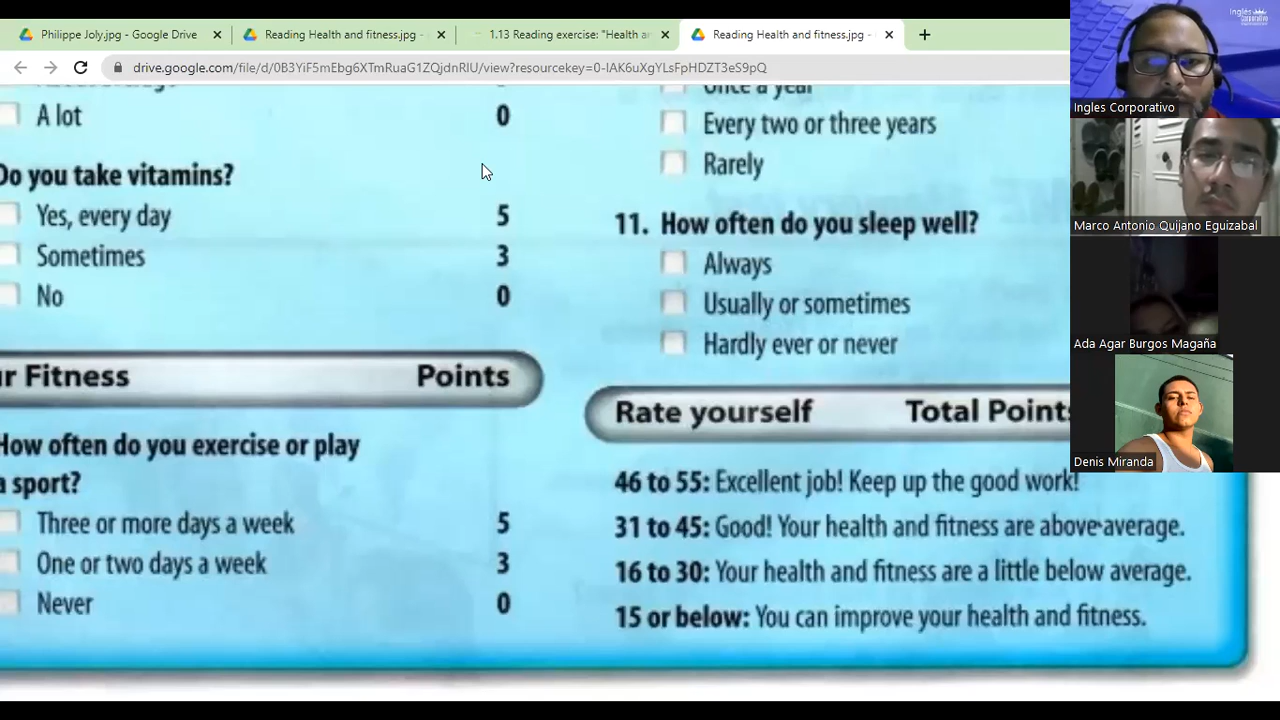 Philippe Joly.jpg - Google Drive
Reading Health and fitness.jpg -
1.13 Reading exercise: "Health a
Reading Health and fitness.jpg -
drive.google.com/file/d/0B3YiF5mEbg6XTmRuaG1ZQjdnRlU/view?resourcekey=0-IAK6uXgYLsFpHDZT3eS9pQ
A lot 0
Do you take vitamins?
Yes, every day 5
Sometimes 3
No 0
r Fitness Points
How often do you exercise or play
a sport?
Three or more days a week 5
One or two days a week 3
Never 0
Once a year
Every two or three years
Rarely
11. How often do you sleep well?
Always
Usually or sometimes
Hardly ever or never
Rate yourself Total Points
46 to 55: Excellent job! Keep up the good work!
31 to 45: Good! Your health and fitness are above average.
16 to 30: Your health and fitness are a little below average.
15 or below: You can improve your health and fitness.
Inglés
Corporativo
Ingles Corporativo
Marco Antonio Quijano Eguizabal
Ada Agar Burgos Magaña
Denis Miranda